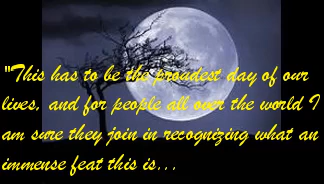 "This has to be the proudest day of our
lives, and for people all over the world I
am sure they join in recognizing what an
immense feat this is...